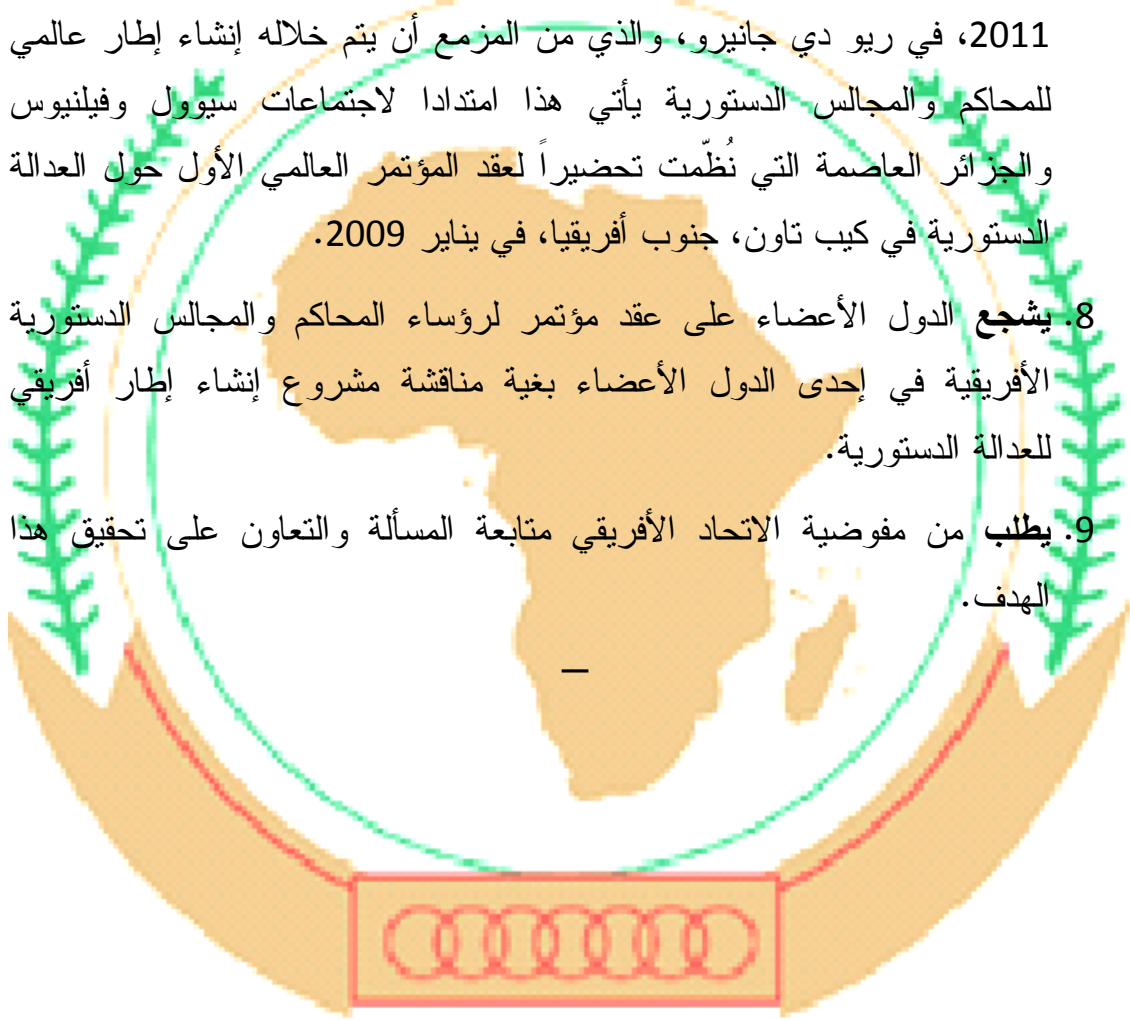 2011، في ريو دي جانيرو، والذي من المزمع أن يتم خلاله إنشاء إطار عالمي
للمحاكم والمجالس الدستورية يأتي هذا امتدادا لاجتماعات سيوول وفيلنيوس
والجزائر العاصمة التي نُظّمت تحضيراً لعقد المؤتمر العالمي الأول حول العدالة
الدستورية في كيب تاون، جنوب أفريقيا، في يناير 2009.
8. يشجع الدول الأعضاء على عقد مؤتمر لرؤساء المحاكم والمجالس الدستورية
الأفريقية في إحدى الدول الأعضاء بغية مناقشة مشروع إنشاء إطار أفريقي
للعدالة الدستورية.
9. يطلب من مفوضية الاتحاد الأفريقي متابعة المسألة والتعاون على تحقيق هذا
الهدف.
–